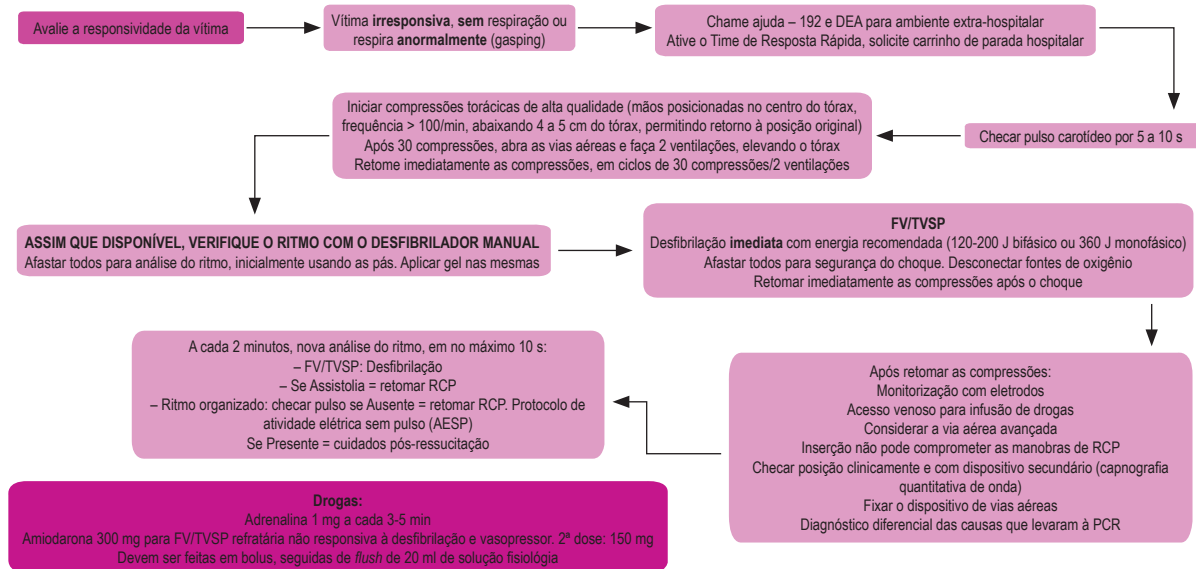 Avalie a responsividade da vítima
Vítima irresponsiva, sem respiração ou
respira anormalmente (gasping)
Chame ajuda – 192 e DEA para ambiente extra-hospitalar
Ative o Time de Resposta Rápida, solicite carrinho de parada hospitalar
Checar pulso carotídeo por 5 a 10 s
Iniciar compressões torácicas de alta qualidade (mãos posicionadas no centro do tórax,
frequência > 100/min, abaixando 4 a 5 cm do tórax, permitindo retorno à posição original)
Após 30 compressões, abra as vias aéreas e faça 2 ventilações, elevando o tórax
Retome imediatamente as compressões, em ciclos de 30 compressões/2 ventilações
ASSIM QUE DISPONÍVEL, VERIFIQUE O RITMO COM O DESFIBRILADOR MANUAL
Afastar todos para análise do ritmo, inicialmente usando as pás. Aplicar gel nas mesmas
FV/TVSP
Desfibrilação imediata com energia recomendada (120-200 J bifásico ou 360 J monofásico)
Afastar todos para segurança do choque. Desconectar fontes de oxigênio
Retomar imediatamente as compressões após o choque
Após retomar as compressões:
Monitorização com eletrodos
Acesso venoso para infusão de drogas
Considerar a via aérea avançada
Inserção não pode comprometer as manobras de RCP
Checar posição clinicamente e com dispositivo secundário (capnografia
quantitativa de onda)
Fixar o dispositivo de vias aéreas
Diagnóstico diferencial das causas que levaram à PCR
A cada 2 minutos, nova análise do ritmo, em no máximo 10 s:
– FV/TVSP: Desfibrilação
– Se Assistolia = retomar RCP
– Ritmo organizado: checar pulso se Ausente = retomar RCP. Protocolo de
atividade elétrica sem pulso (AESP)
Se Presente = cuidados pós-ressucitação
Drogas:
Adrenalina 1 mg a cada 3-5 min
Amiodarona 300 mg para FV/TVSP refratária não responsiva à desfibrilação e vasopressor. 2ª dose: 150 mg
Devem ser feitas em bolus, seguidas de flush de 20 ml de solução fisiológia